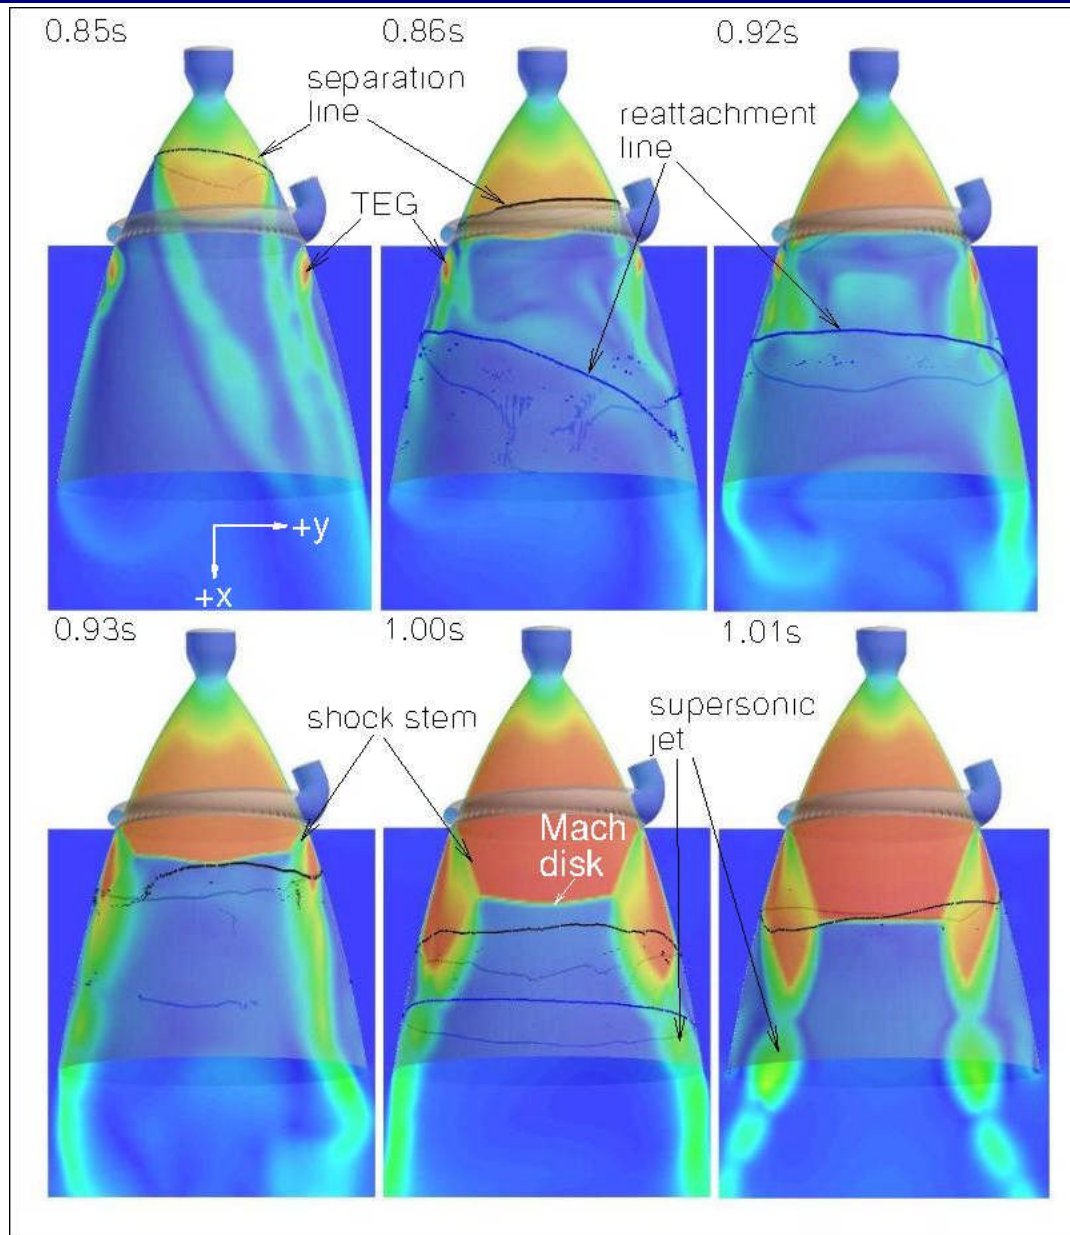 0.85s
0.86s
0.92s
separation
line
reattachment
line
TEG
+y
+x
0.93s
1.00s
1.01s
shock stem
supersonic
jet
Mach
disk